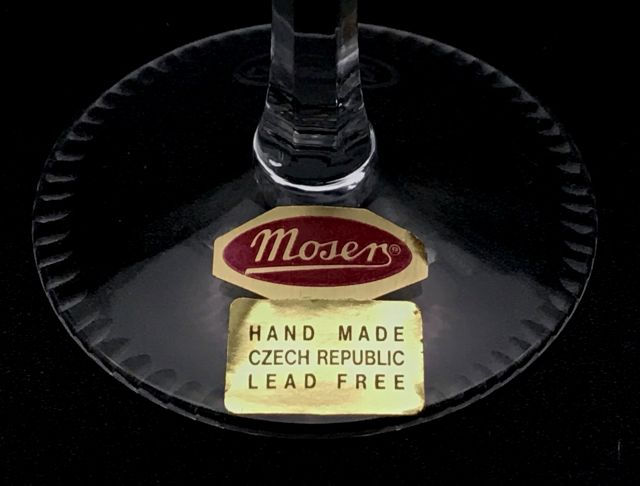 Moser®
HAND MADE
CZECH REPUBLIC
LEAD FREE